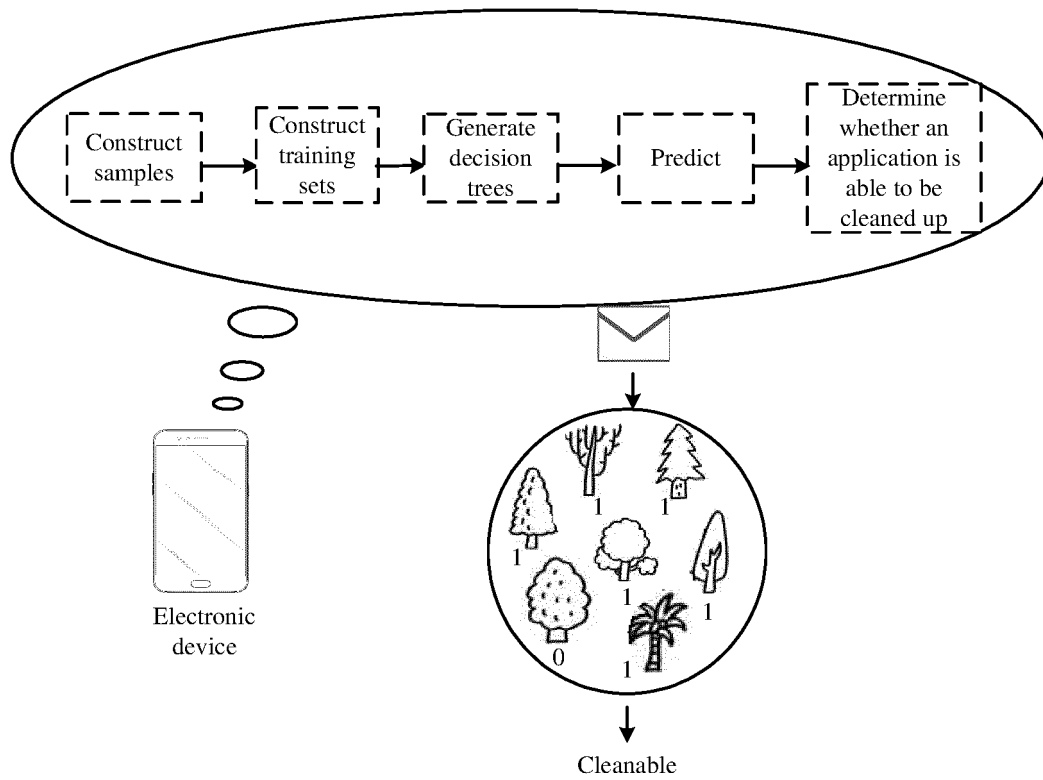 Construct
samples
Construct
training
sets
Generate
decision
trees
Predict
Determine
whether an
application is
able to be
cleaned up
1
1
1
1
1
0
1
Electronic
device
Cleanable